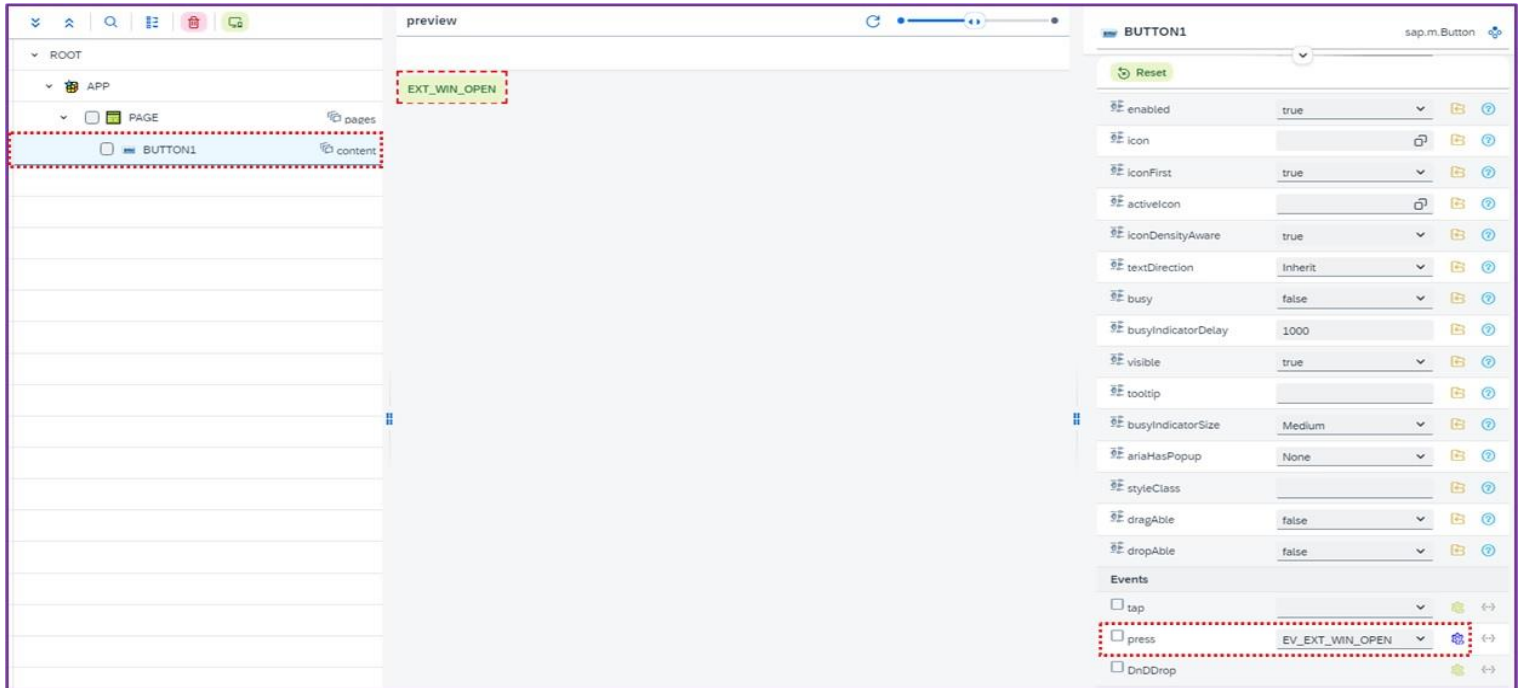 ROOT
APP
PAGE
pages
BUTTON1
content
preview
EXT_WIN_OPEN
BUTTON1
sap.m.Button
Reset
enabled
true
icon
iconFirst
true
activeIcon
iconDensityAware
true
textDirection
Inherit
busy
false
busyIndicatorDelay
1000
visible
true
tooltip
busyIndicatorSize
Medium
ariaHasPopup
None
styleClass
dragAble
false
dropAble
false
Events
tap
press
EV_EXT_WIN_OPEN
DnDDrop